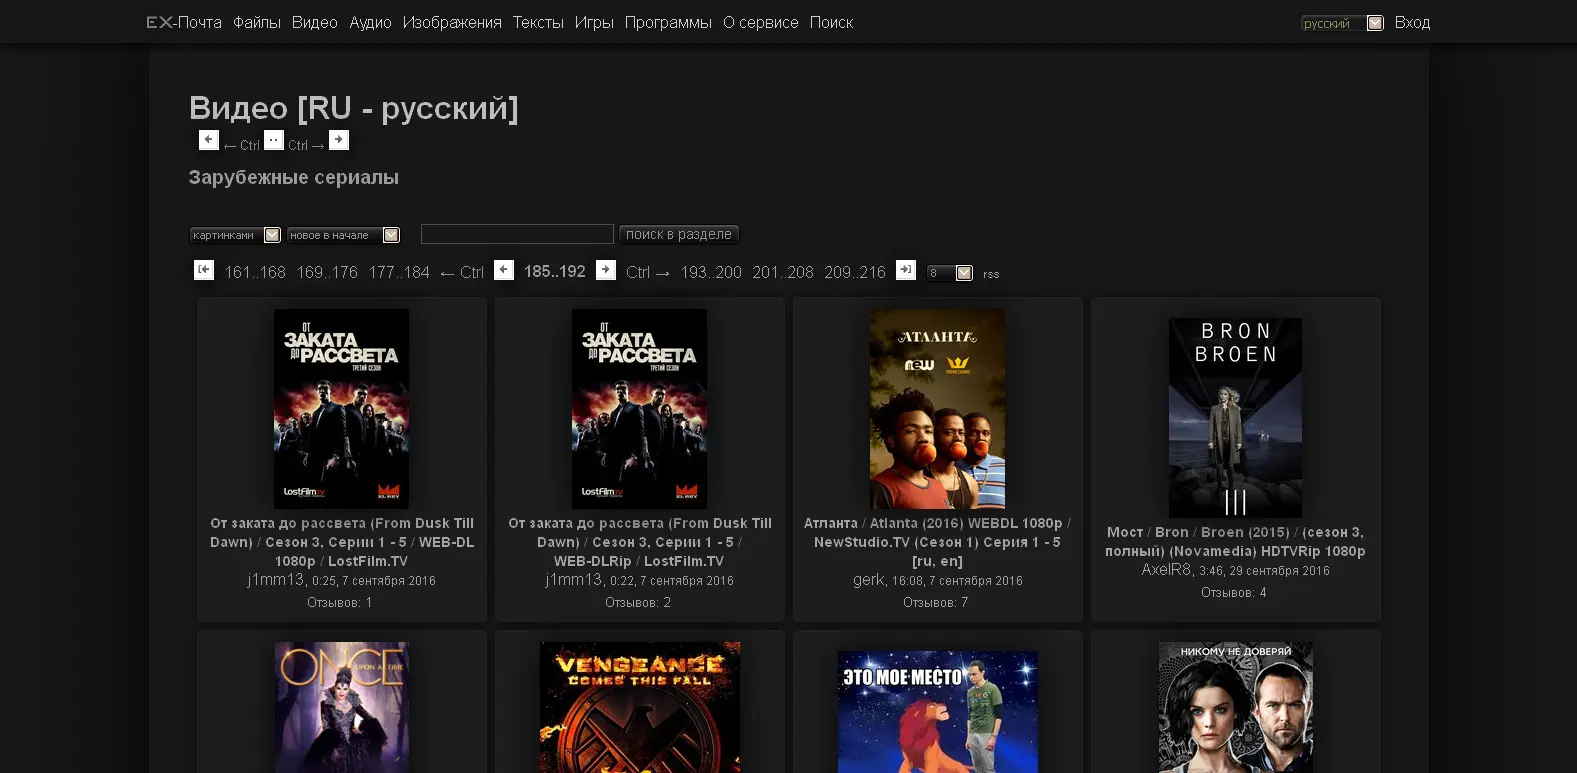 EX-Почта Файлы Видео Аудио Изображения Тексты Игры Программы О сервисе Поиск русский Вход
Видео [RU - русский]
← Ctrl .. Ctrl →
Зарубежные сериалы
картинками новое в начале поиск в разделе
161..168 169..176 177..184 ← Ctrl 185..192 Ctrl → 193..200 201..208 209..216 8 rss
ОТ
ЗАКАТА
ДО РАССВЕТА
ТРЕТИЙ СЕЗОН
LostFilm.TV
EL REY
От заката до рассвета (From Dusk Till
Dawn) / Сезон 3, Серии 1 - 5 / WEB-DL
1080p / LostFilm.TV
j1mm13, 0:25, 7 сентября 2016
Отзывов: 1
ОТ
ЗАКАТА
ДО РАССВЕТА
ТРЕТИЙ СЕЗОН
LostFilm.TV
EL REY
От заката до рассвета (From Dusk Till
Dawn) / Сезон 3, Серии 1 - 5 /
WEB-DLRip / LostFilm.TV
j1mm13, 0:22, 7 сентября 2016
Отзывов: 2
АТЛАНТА
new
Атланта / Atlanta (2016) WEBDL 1080p /
NewStudio.TV (Сезон 1) Серия 1 - 5
[ru, en]
gerk, 16:08, 7 сентября 2016
Отзывов: 7
BRON
BROEN
III
Мост / Bron / Broen (2015) / (сезон 3,
полный) (Novamedia) HDTVRip 1080p
AxelR8, 3:46, 29 сентября 2016
Отзывов: 4
ONCE
UPON A TIME
VENGEANCE
COMES THIS FALL
ЭТО МОЕ МЕСТО
НИКОМУ НЕ ДОВЕРЯЙ